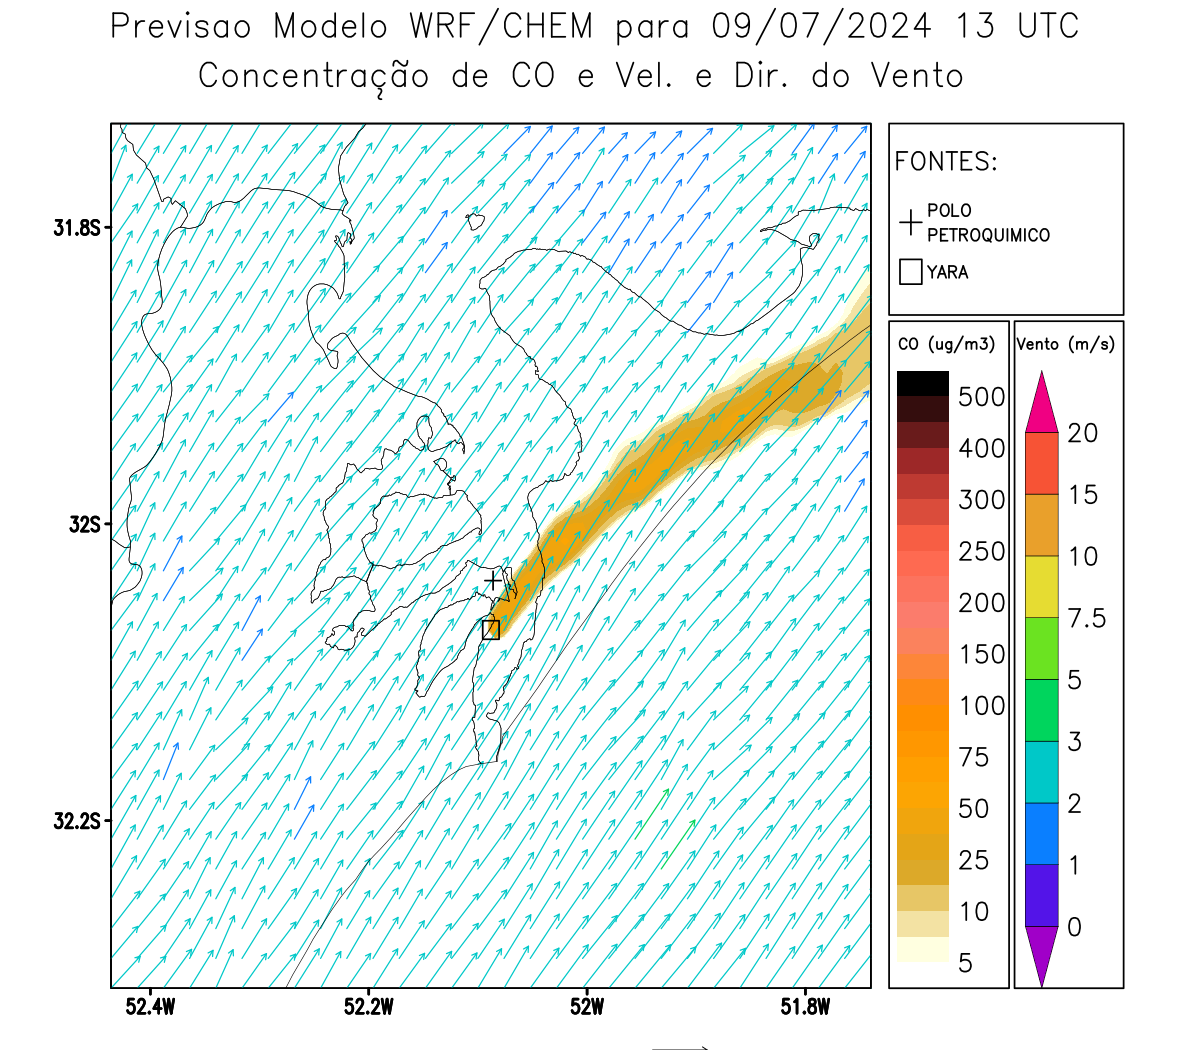 Previsao Modelo WRF/CHEM para 09/07/2024 13 UTC
Concentração de CO e Vel. e Dir. do Vento
FONTES:
POLO
PETROQUIMICO
YARA
31.8S
32S
32.2S
52.4W
52.2W
52W
51.8W
CO (ug/m3)
500
400
300
250
200
150
100
75
50
25
10
5
Vento (m/s)
20
15
10
7.5
5
3
2
1
0